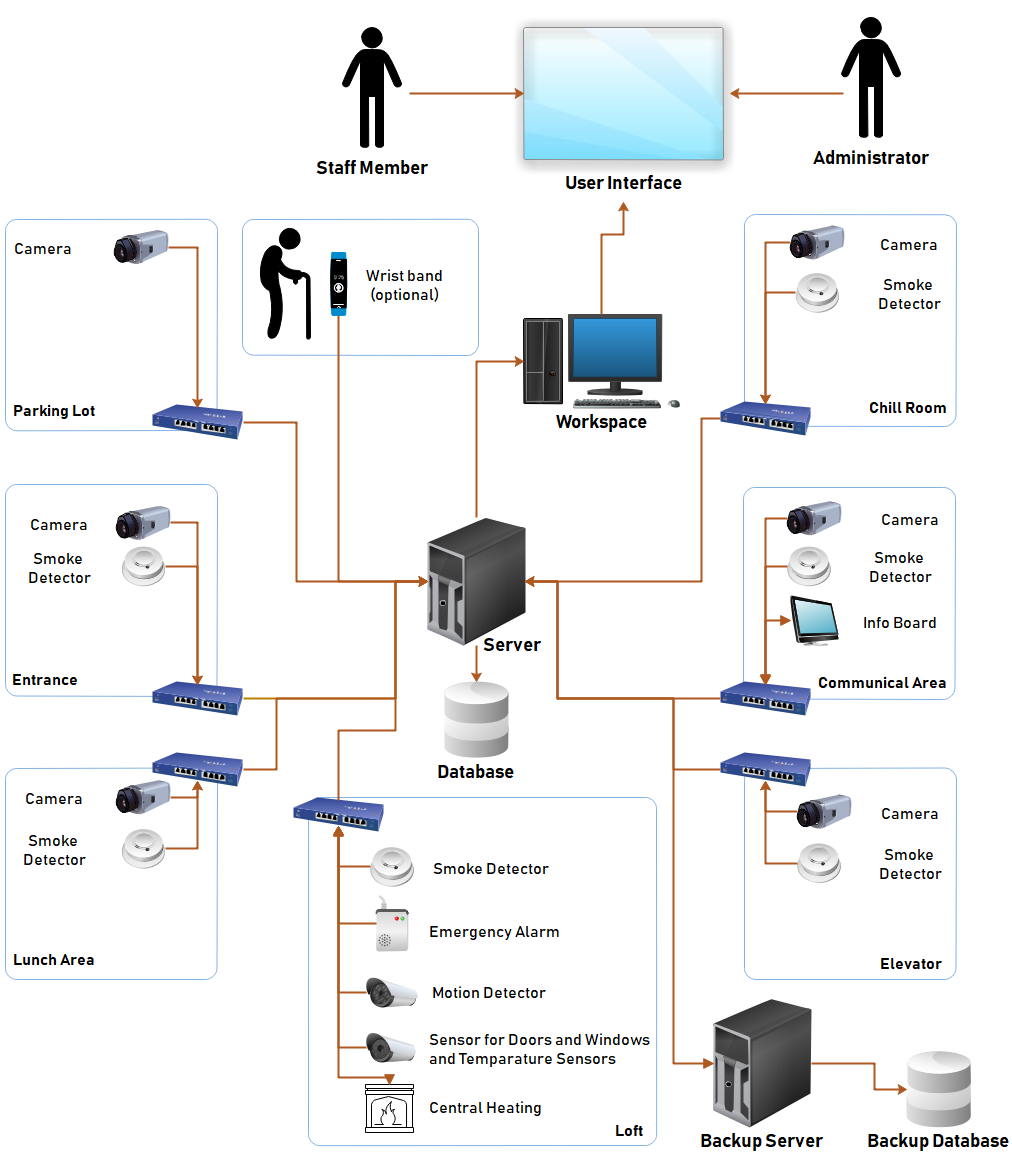 Staff Member
User Interface
Administrator
Camera
Parking Lot
Wrist band
(optional)
Workspace
Camera
Smoke
Detector
Chill Room
Camera
Smoke
Detector
Entrance
Server
Database
Camera
Smoke
Detector
Info Board
Communical Area
Camera
Smoke
Detector
Lunch Area
Smoke Detector
Emergency Alarm
Motion Detector
Sensor for Doors and Windows
and Temparature Sensors
Central Heating
Loft
Camera
Smoke
Detector
Elevator
Backup Server
Backup Database